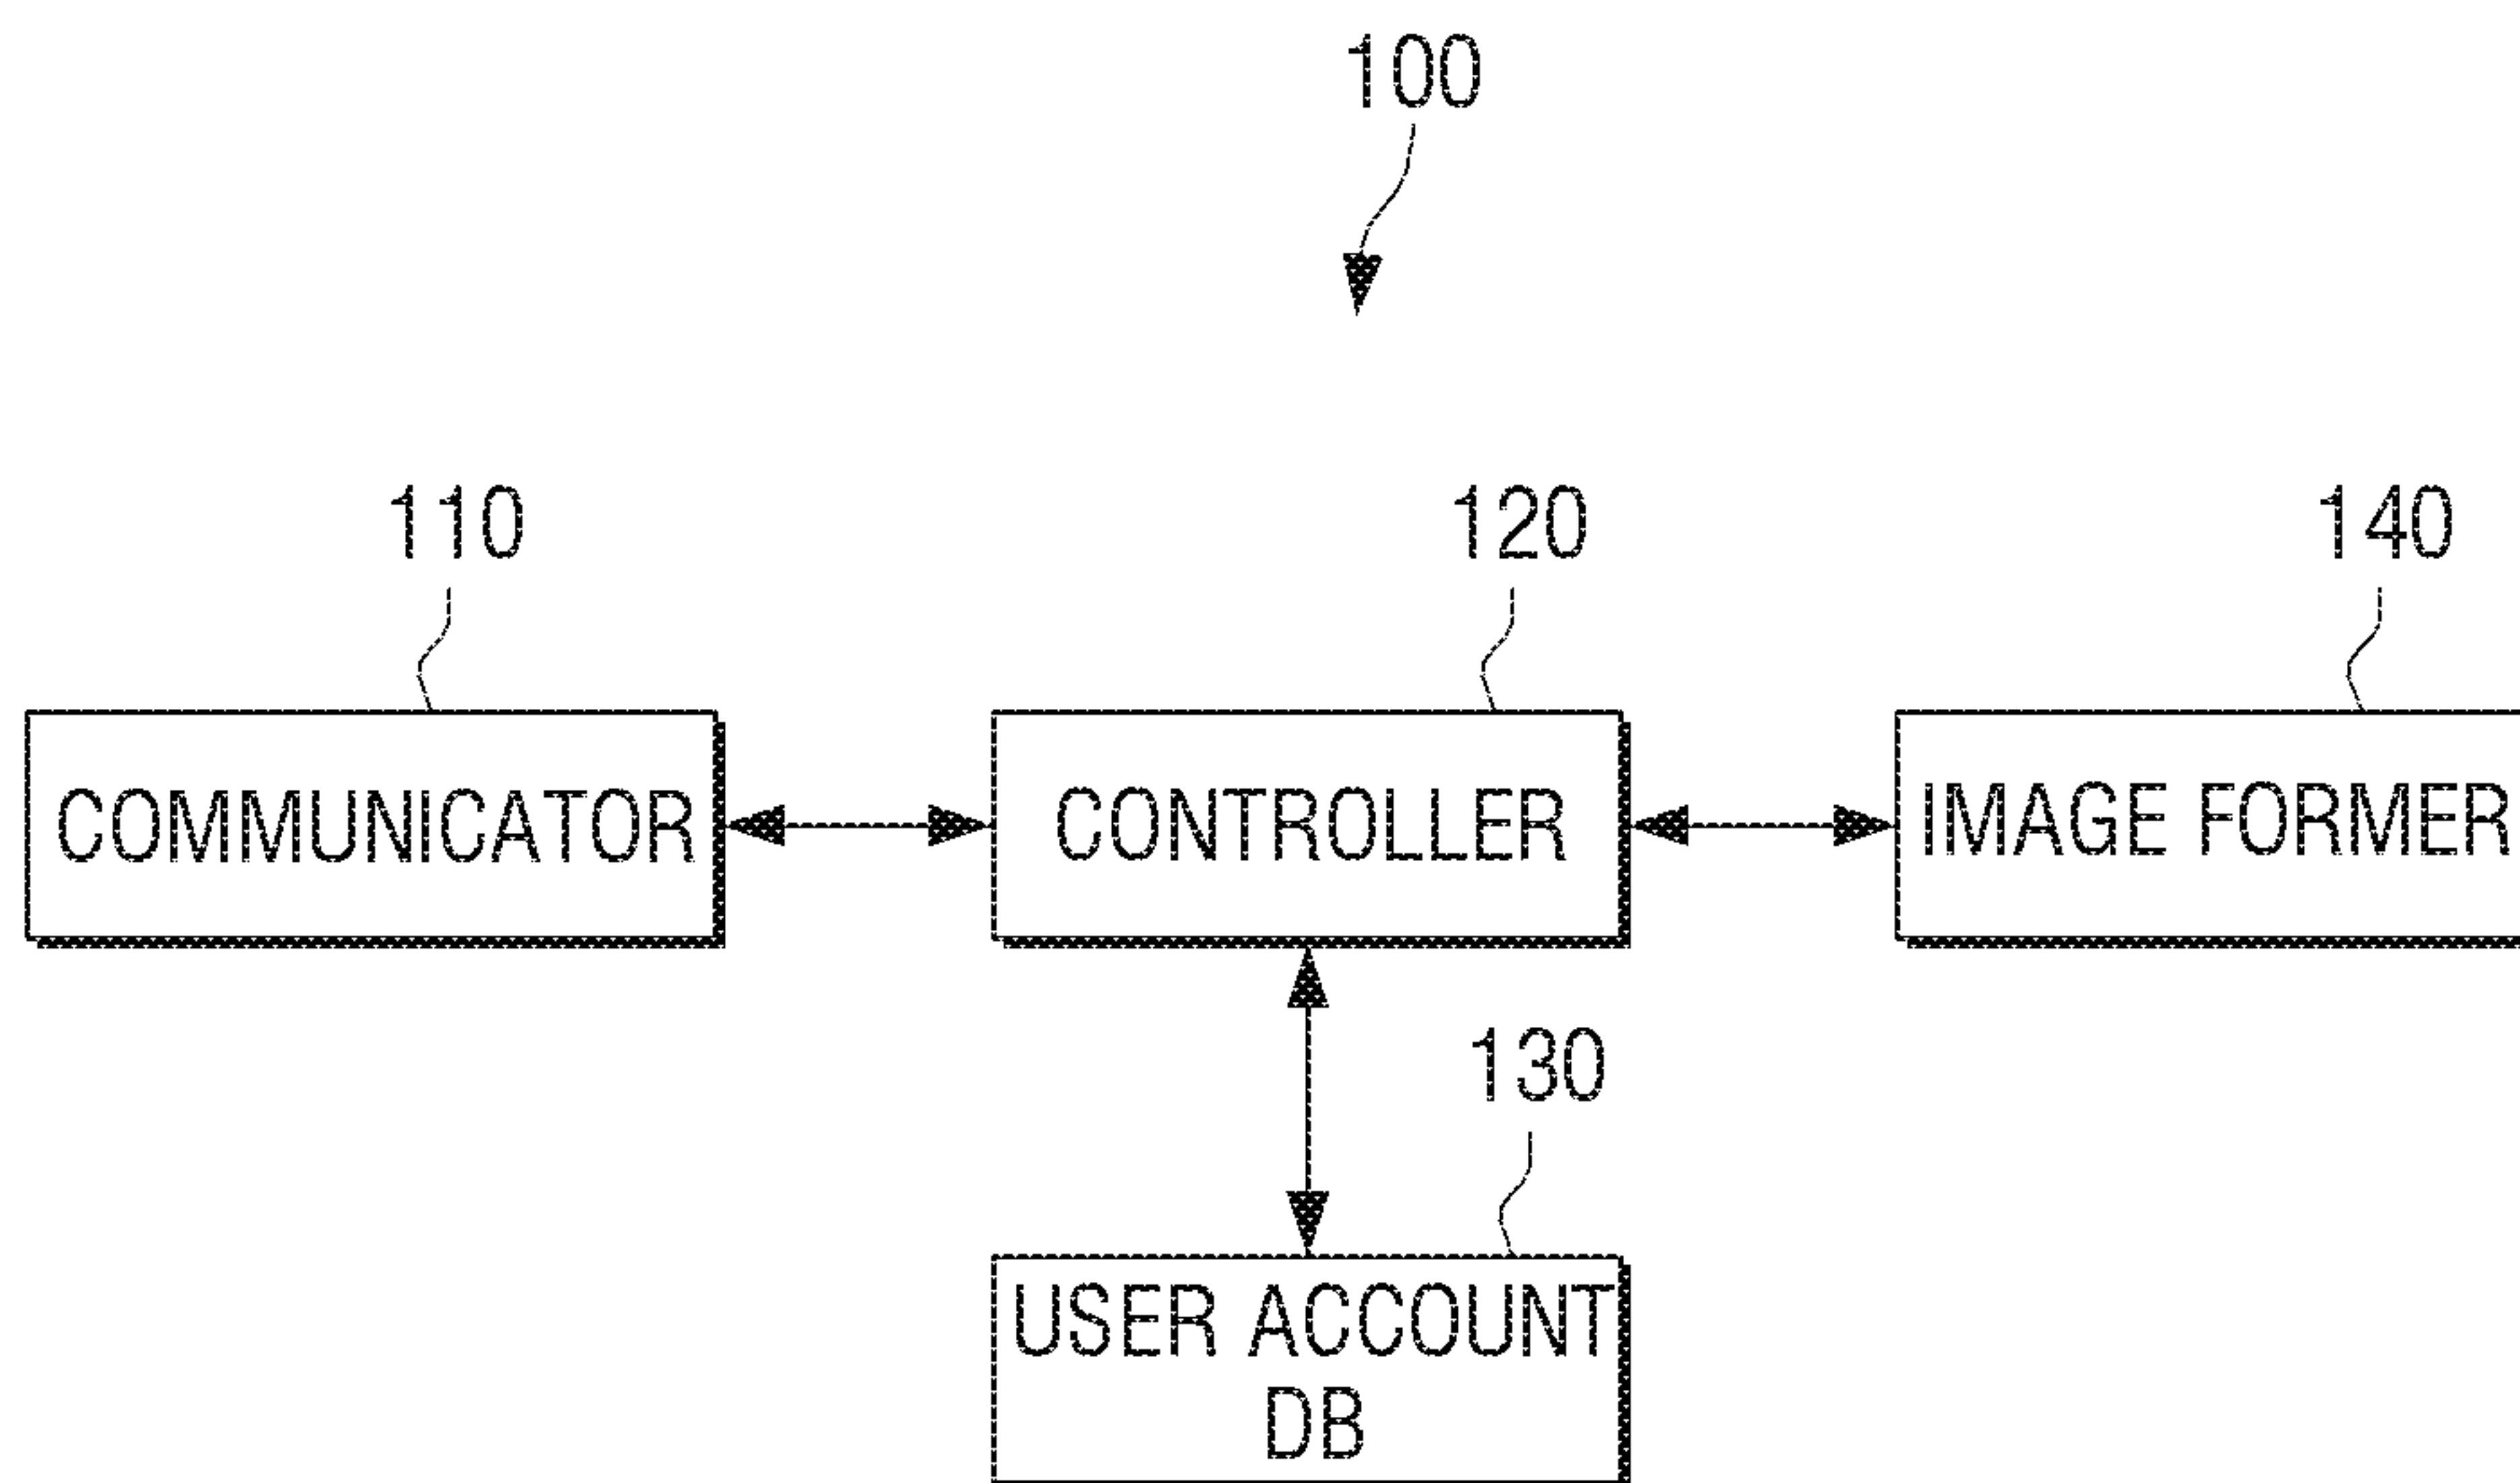 100
110
120
140
COMMUNICATOR
CONTROLLER
IMAGE FORMER
130
USER ACCOUNT
DB